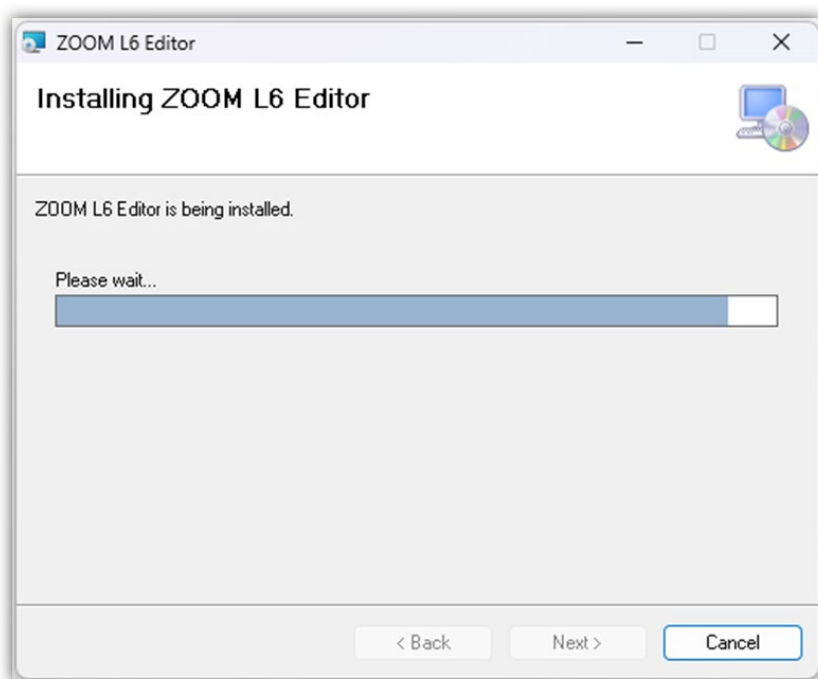 ZOOM L6 Editor
Installing ZOOM L6 Editor
ZOOM L6 Editor is being installed.
Please wait...
< Back
Next >
Cancel